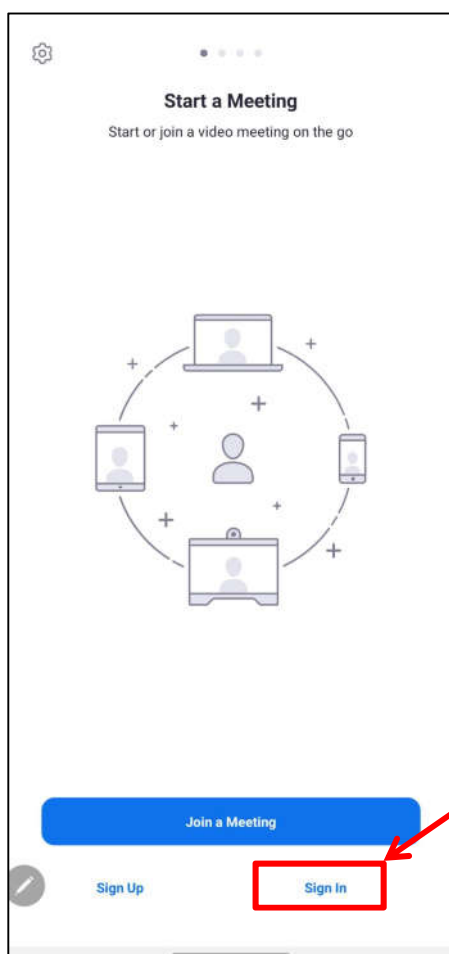 Start a Meeting
Start or join a video meeting on the go
Join a Meeting
Sign Up
Sign In